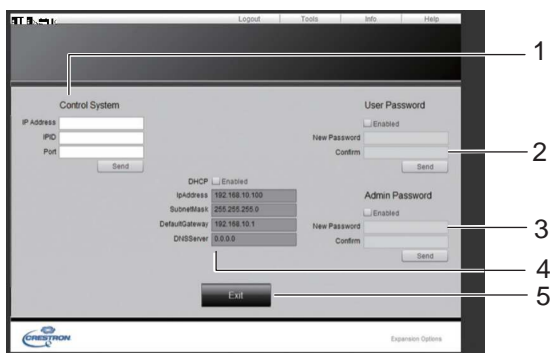 Logout Tools Info Help
1
Control System
IP Address
IPID
Port
Send
User Password
Enabled
New Password
Confirm
Send
2
DHCP Enabled
IpAddress 192.168.10.100
SubnetMask 255.255.255.0
DefaultGateway 192.168.10.1
DNSServer 0.0.0.0
Admin Password
Enabled
New Password
Confirm
Send
3
4
Exit
5
CRESTRON
Expansion Options